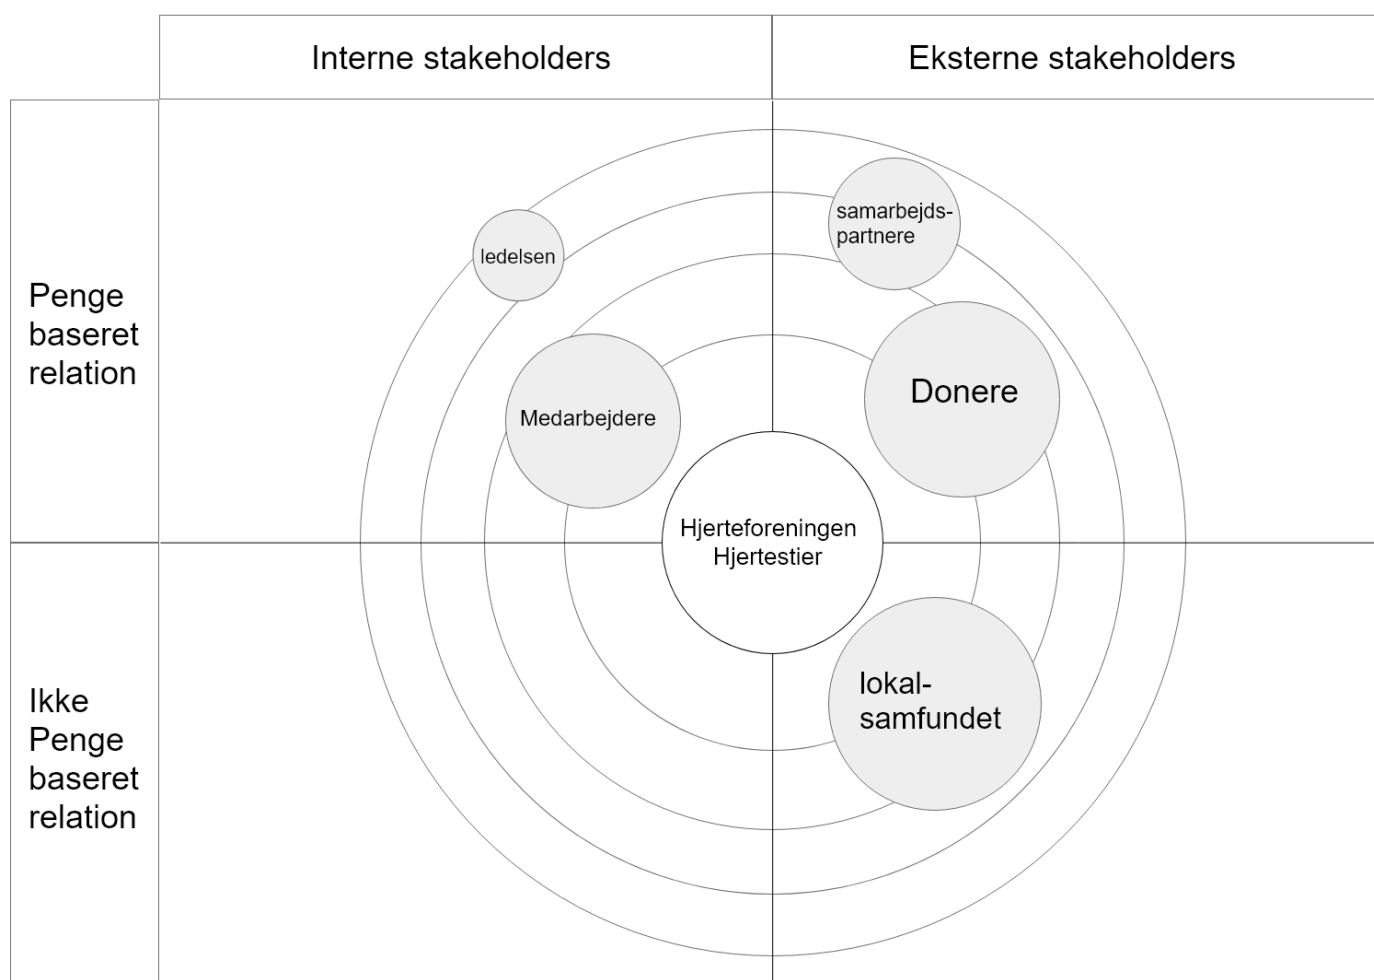 Interne stakeholders
Eksterne stakeholders
Penge
baseret
relation
ledelsen
samarbejds-
partnere
Medarbejdere
Donere
Hjerteforeningen
Hjertestier
Ikke
Penge
baseret
relation
lokal-
samfundet